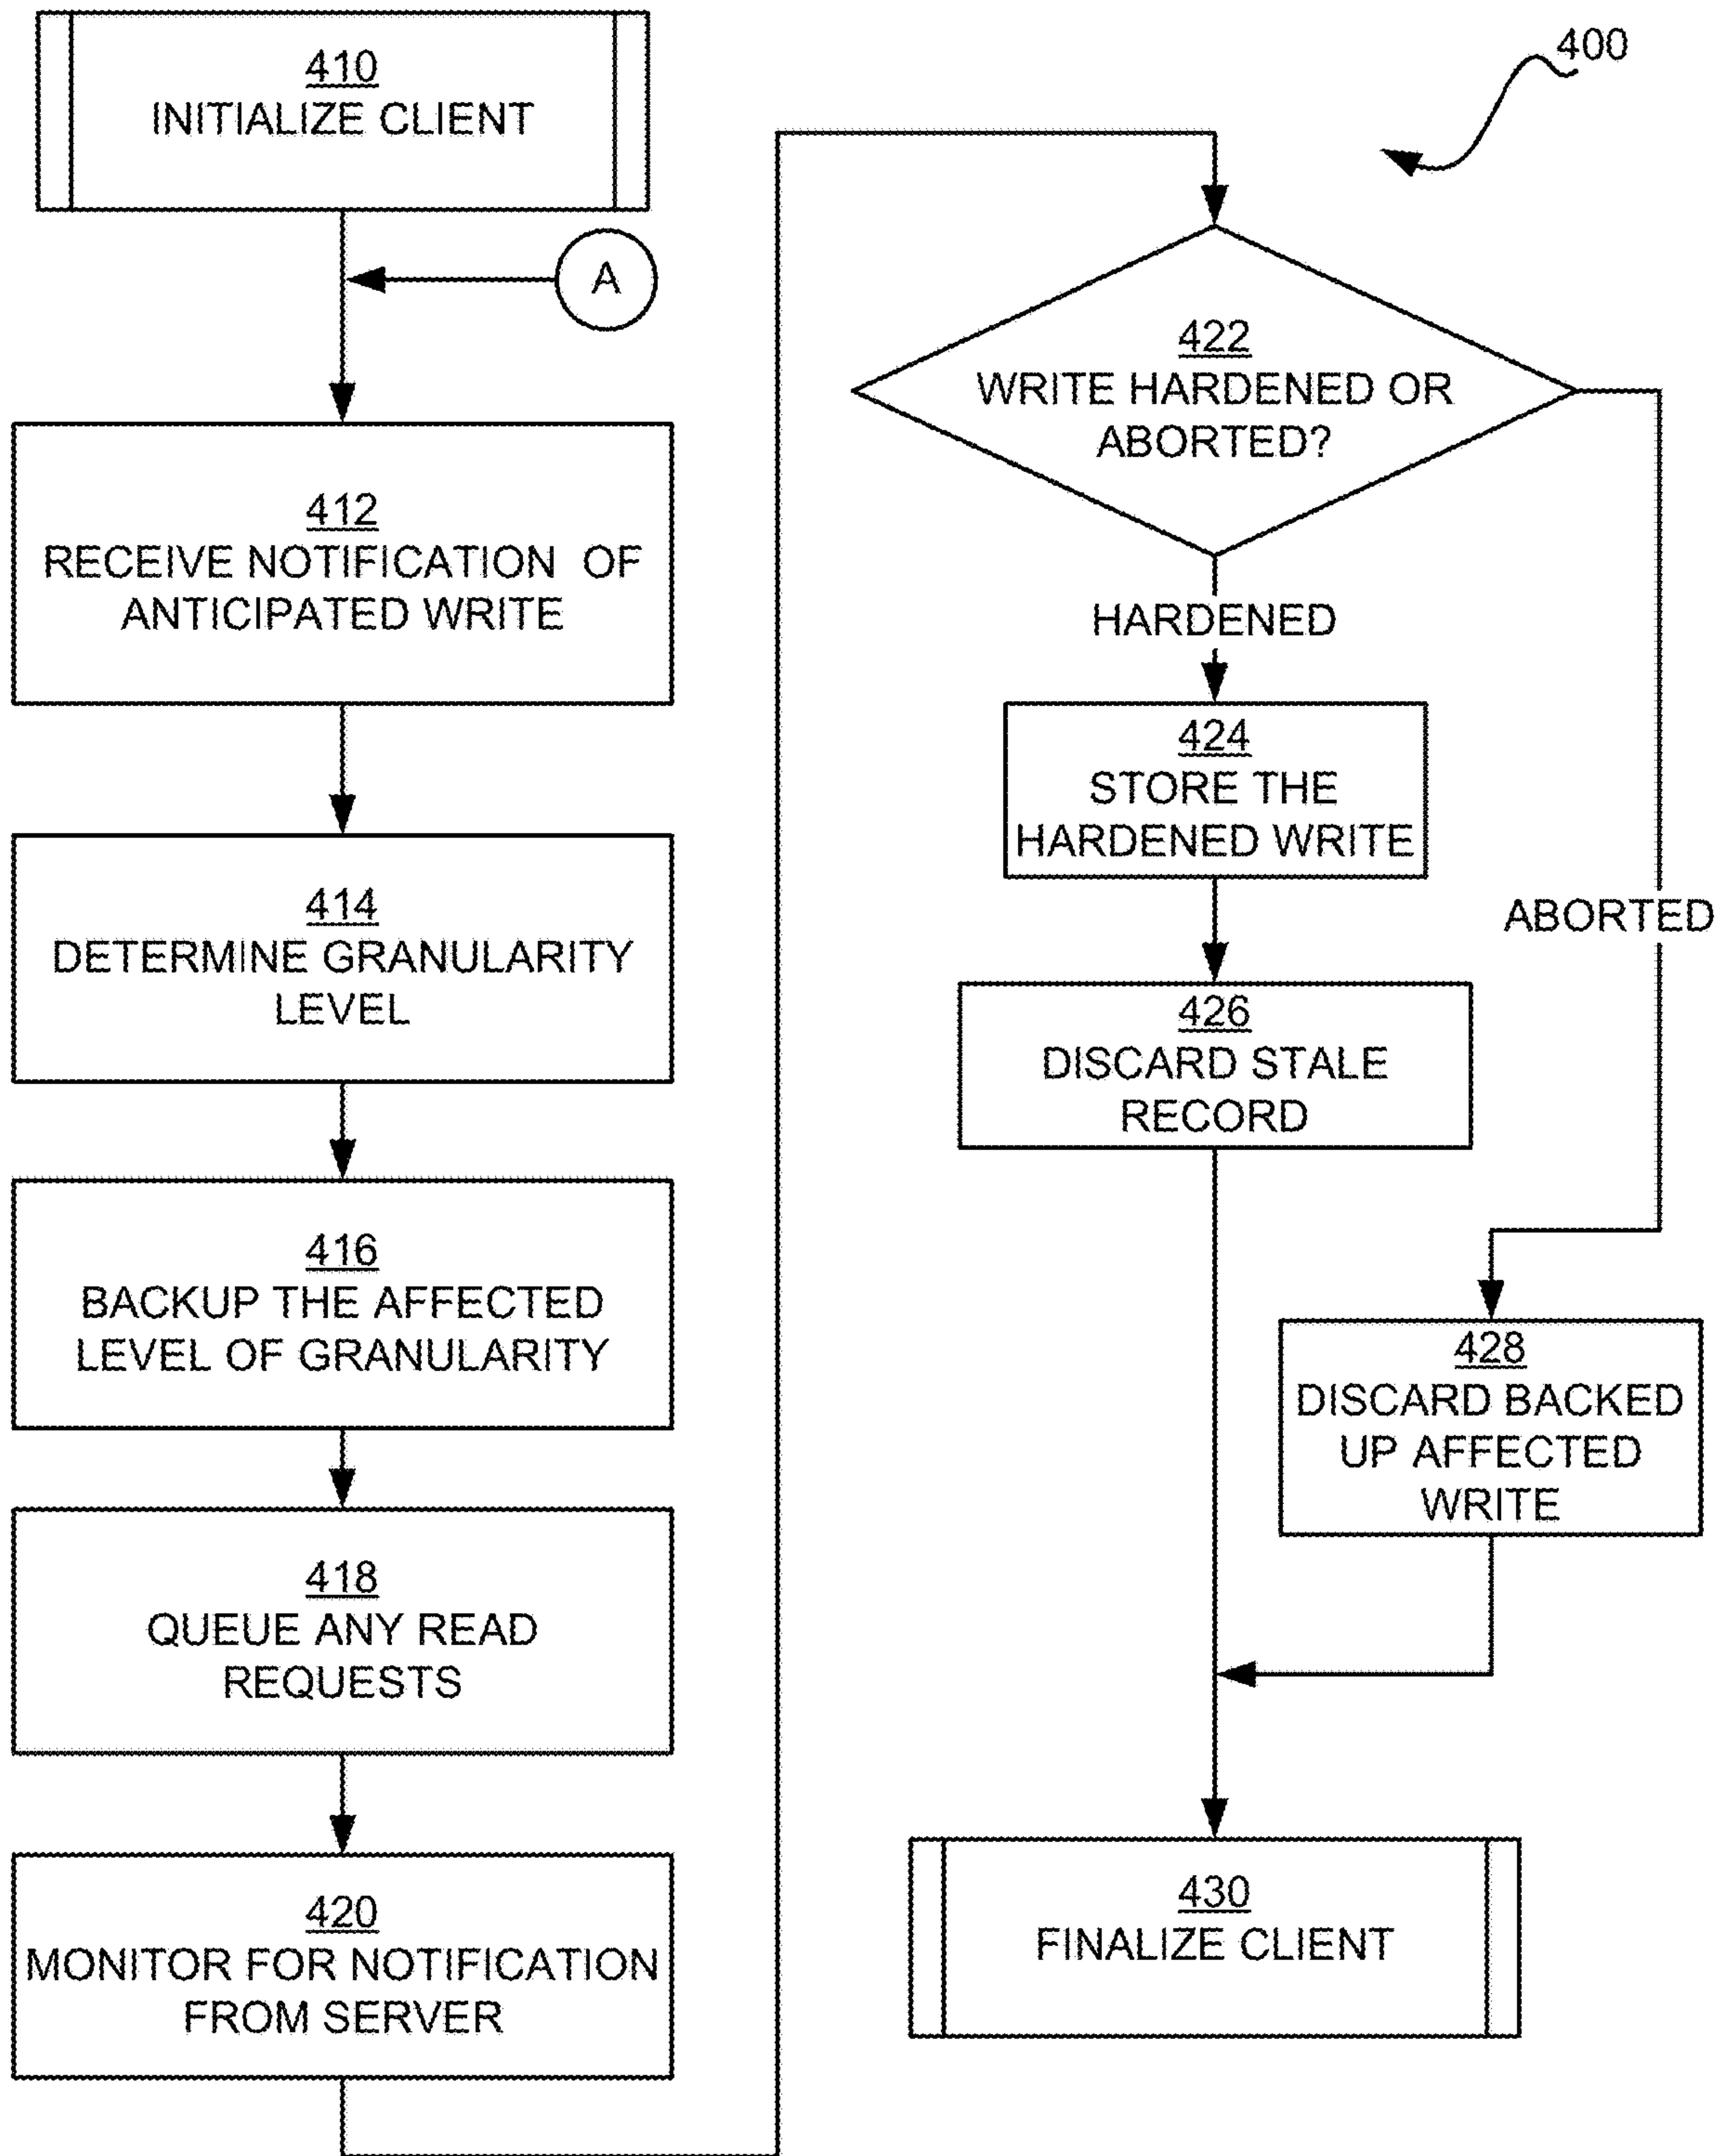 410
INITIALIZE CLIENT
A
412
RECEIVE NOTIFICATION OF
ANTICIPATED WRITE
414
DETERMINE GRANULARITY
LEVEL
416
BACKUP THE AFFECTED
LEVEL OF GRANULARITY
418
QUEUE ANY READ
REQUESTS
420
MONITOR FOR NOTIFICATION
FROM SERVER
400
422
WRITE HARDENED OR
ABORTED?
HARDENED
424
STORE THE
HARDENED WRITE
ABORTED
426
DISCARD STALE
RECORD
428
DISCARD BACKED
UP AFFECTED
WRITE
430
FINALIZE CLIENT